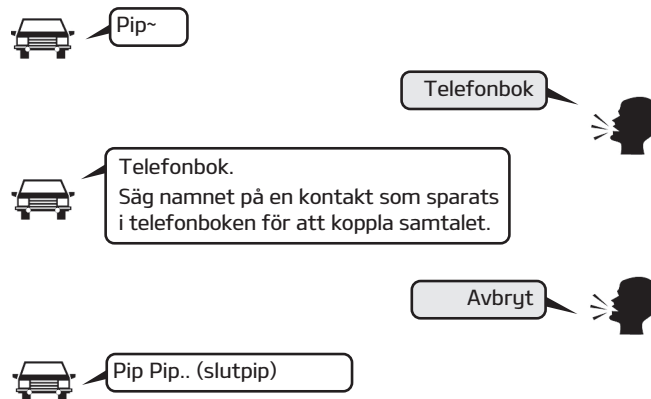 Pip~
Telefonbok
Telefonbok.
Säg namnet på en kontakt som sparats
i telefonboken för att koppla samtalet.
Avbryt
Pip Pip.. (slutpip)